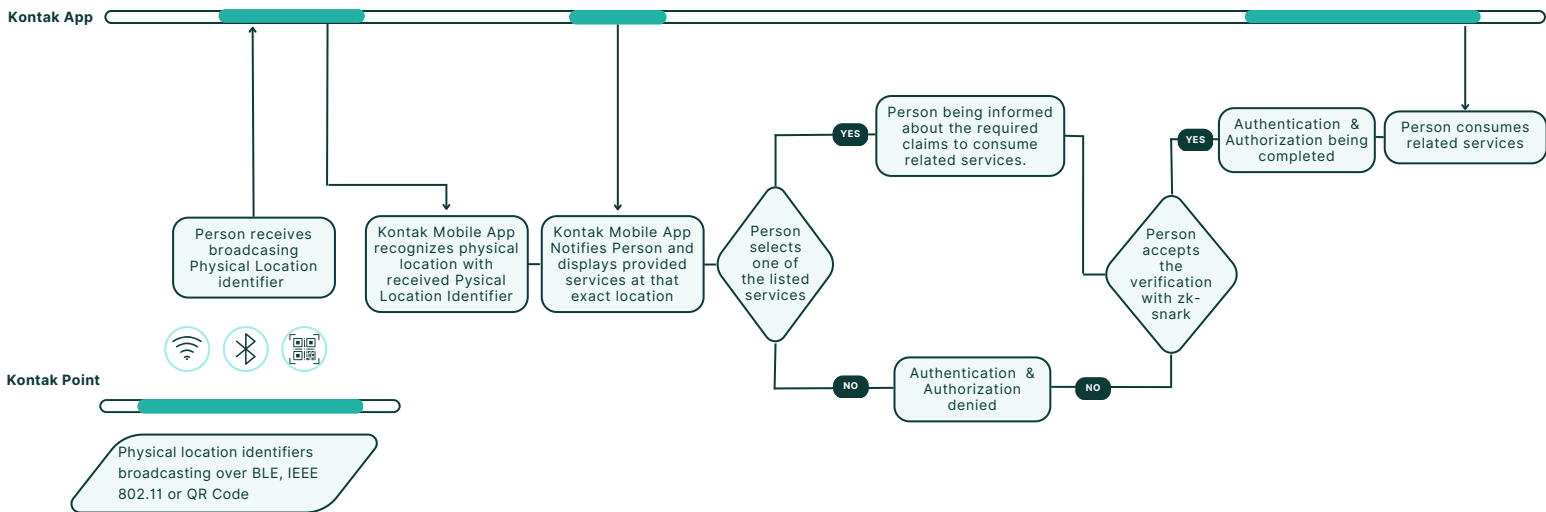 Kontak App
Person receives
broadcasing
Physical Location
identifier
Kontak Mobile App
recognizes physical
location with
received Pysical
Location Identifier
Kontak Mobile App
Notifies Person and
displays provided
services at that
exact location
Person
selects
one of
the listed
services
YES
Person being informed
about the required
claims to consume
related services.
NO
Authentication &
Authorization
denied
NO
Person
accepts
the
verification
with zk-
snark
YES
Authentication &
Authorization being
completed
Person consumes
related services
Kontak Point
Physical location identifiers
broadcasting over BLE, IEEE
802.11 or QR Code